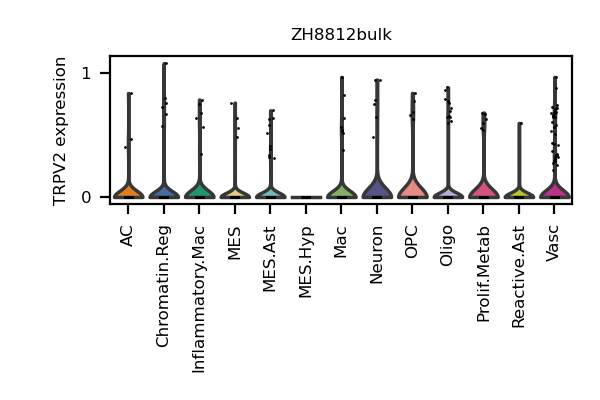 ZH8812bulk
TRPV2 expression
1
0
AC
Chromatin.Reg
Inflammatory.Mac
MES
MES.Ast
MES.Hyp
Mac
Neuron
OPC
Oligo
Prolif.Metab
Reactive.Ast
Vasc